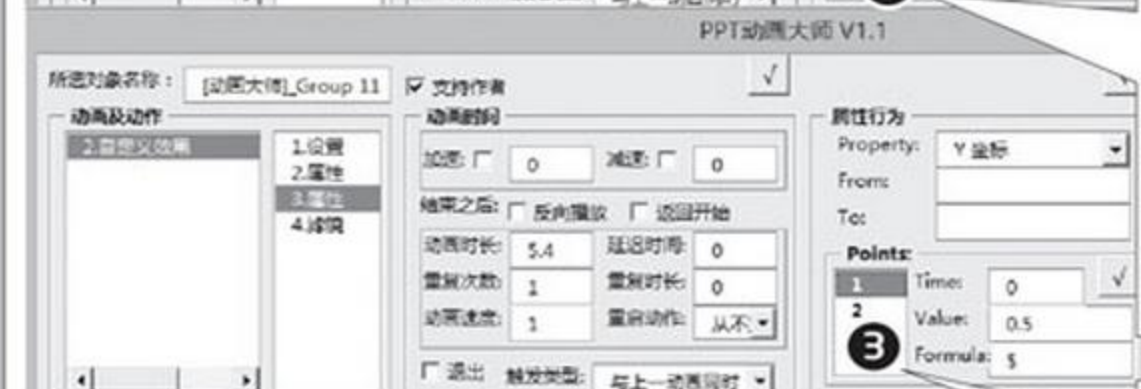 PPT动画大师 V1.1
所选对象名称: [动画大师]_Group 11
支持作者
√
动画及动作
2.自定义效果
1.设置
2.属性
3.属性
4.滤镜
动画时间
加速: 0 减速: 0
结束之后: 反向播放 返回开始
动画时长: 5.4 延迟时间: 0
重复次数: 1 重复时长: 0
动画速度: 1 重启动作: 从不
退出 触发类型: 与上一动画同时
属性行为
Property: Y 坐标
From:
To:
Points:
1
2
3
Time: 0
√
Value: 0.5
Formula: